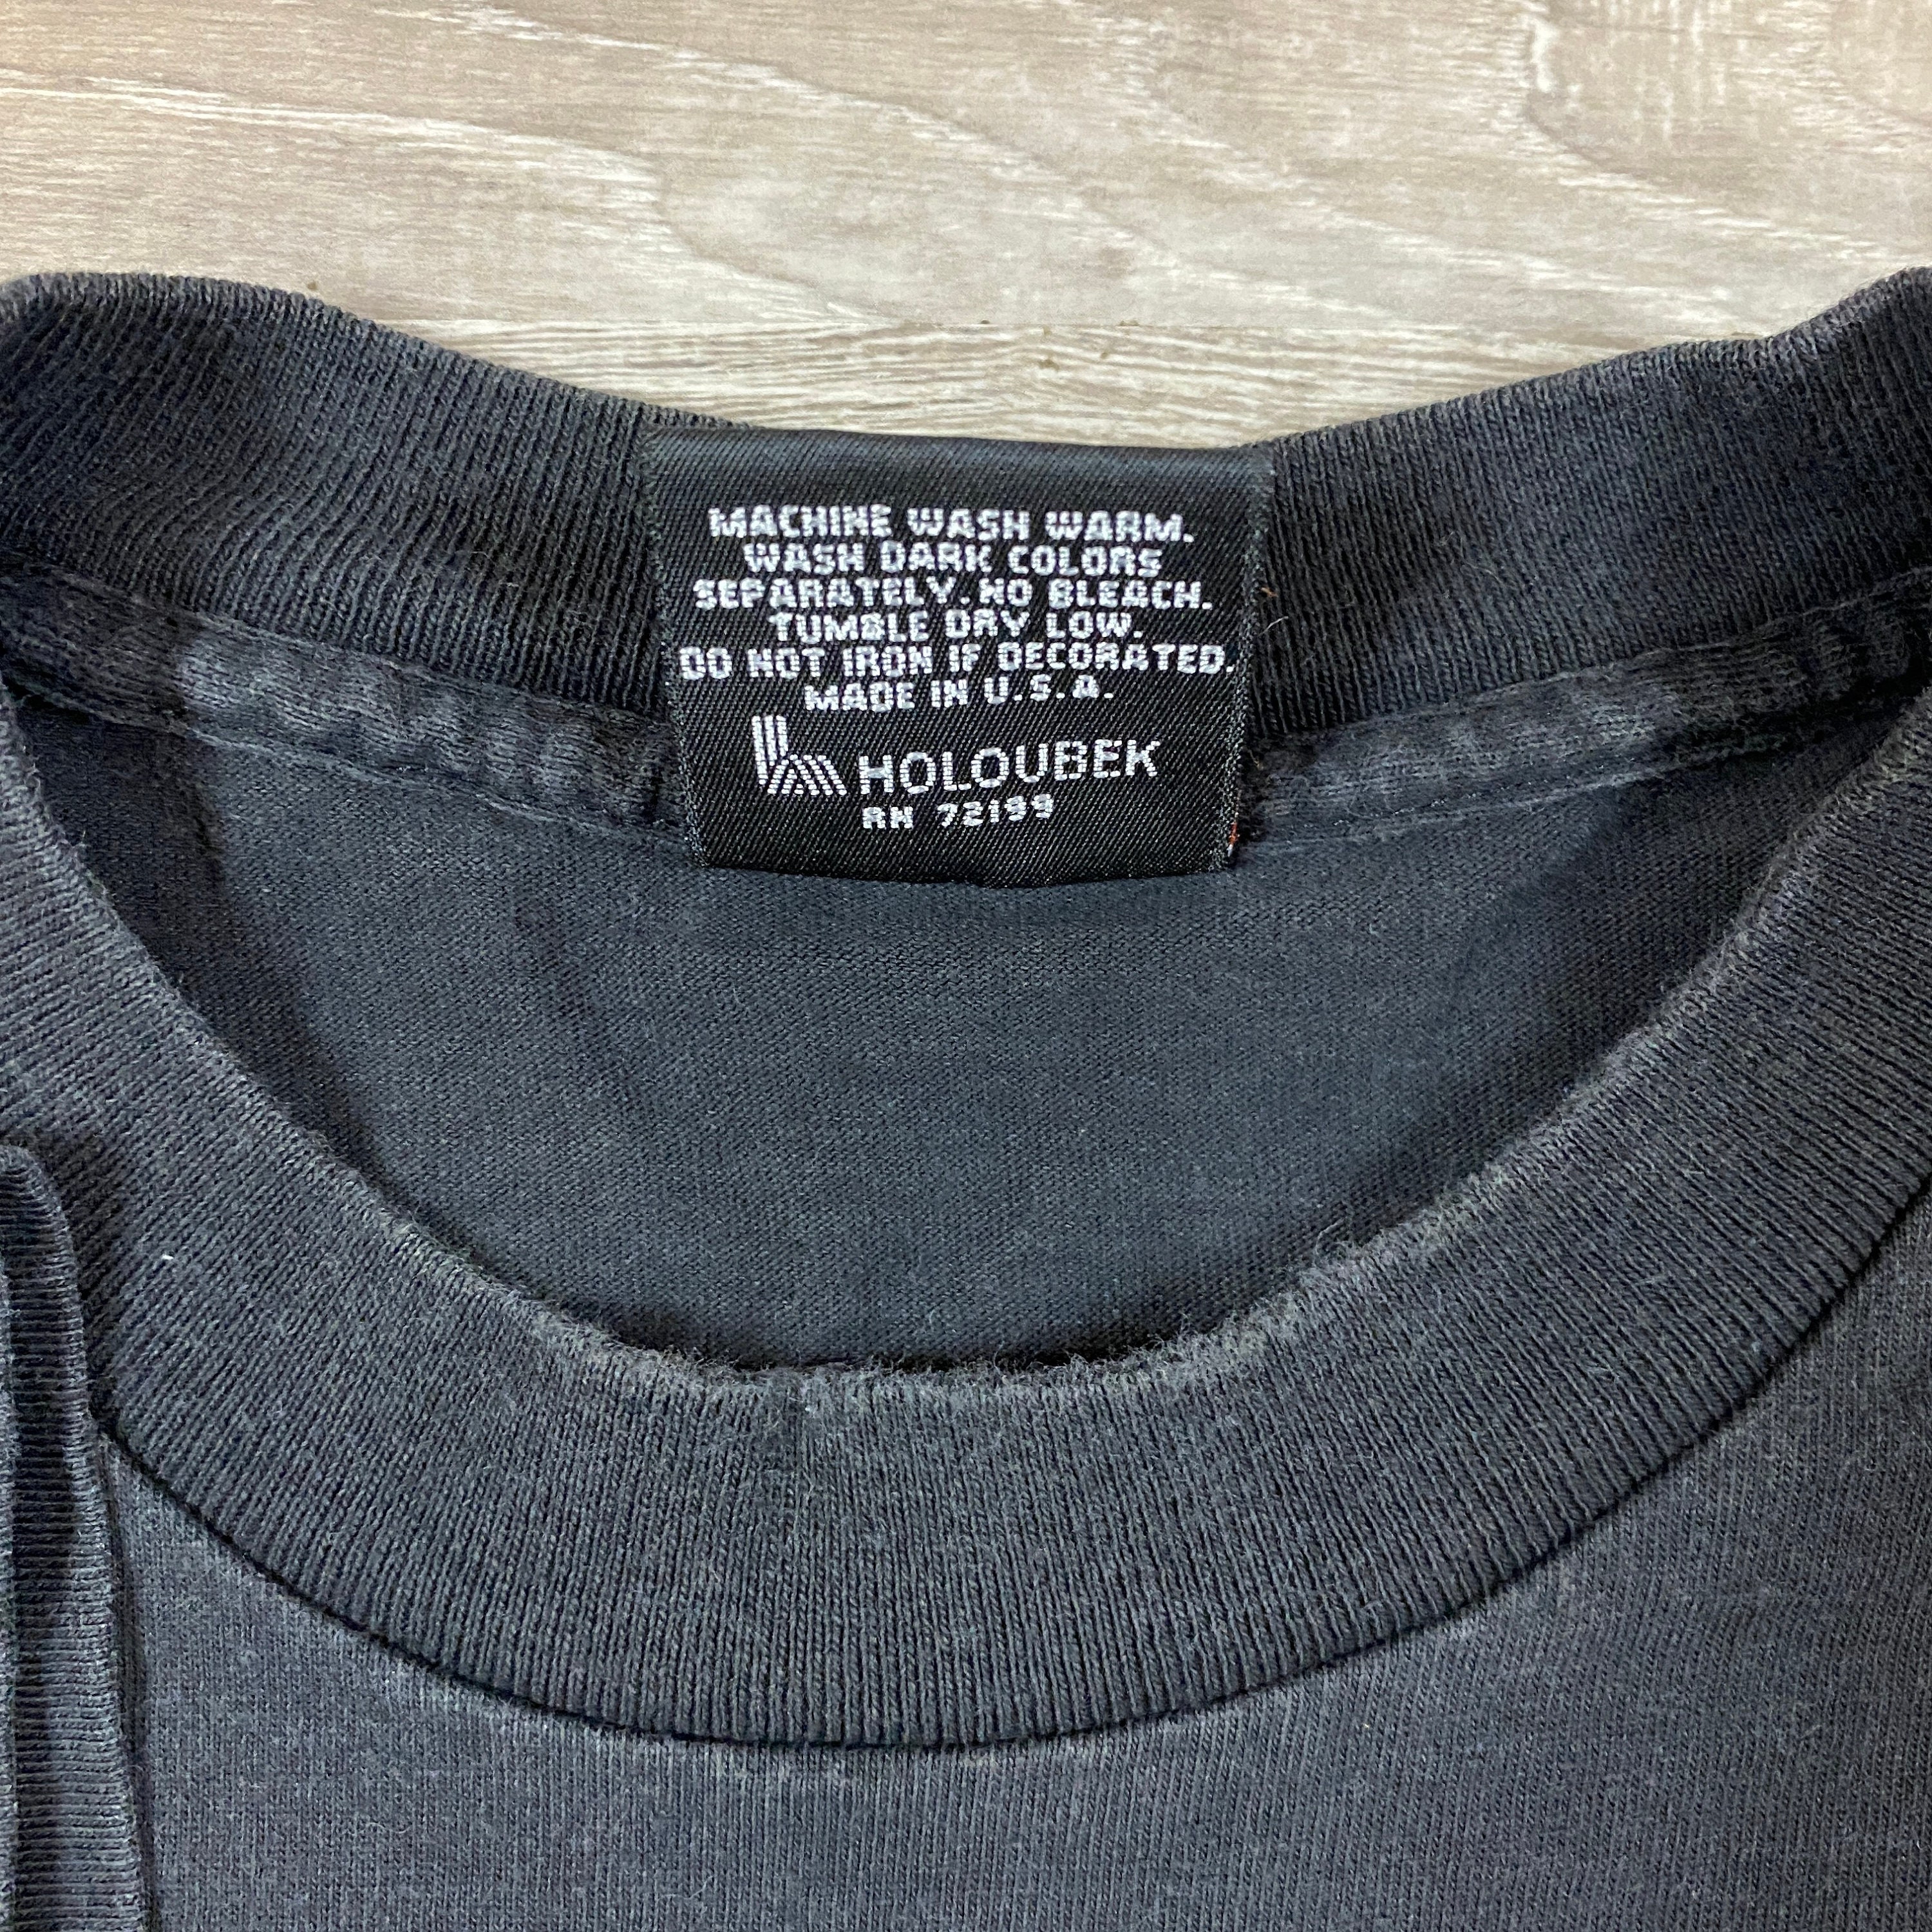 MACHINE WASH WARM.
WASH DARK COLORS
SEPARATELY. NO BLEACH.
TUMBLE DRY LOW.
DO NOT IRON IF DECORATED.
MADE IN U.S.A.
HOLOUBEK
RN 72199